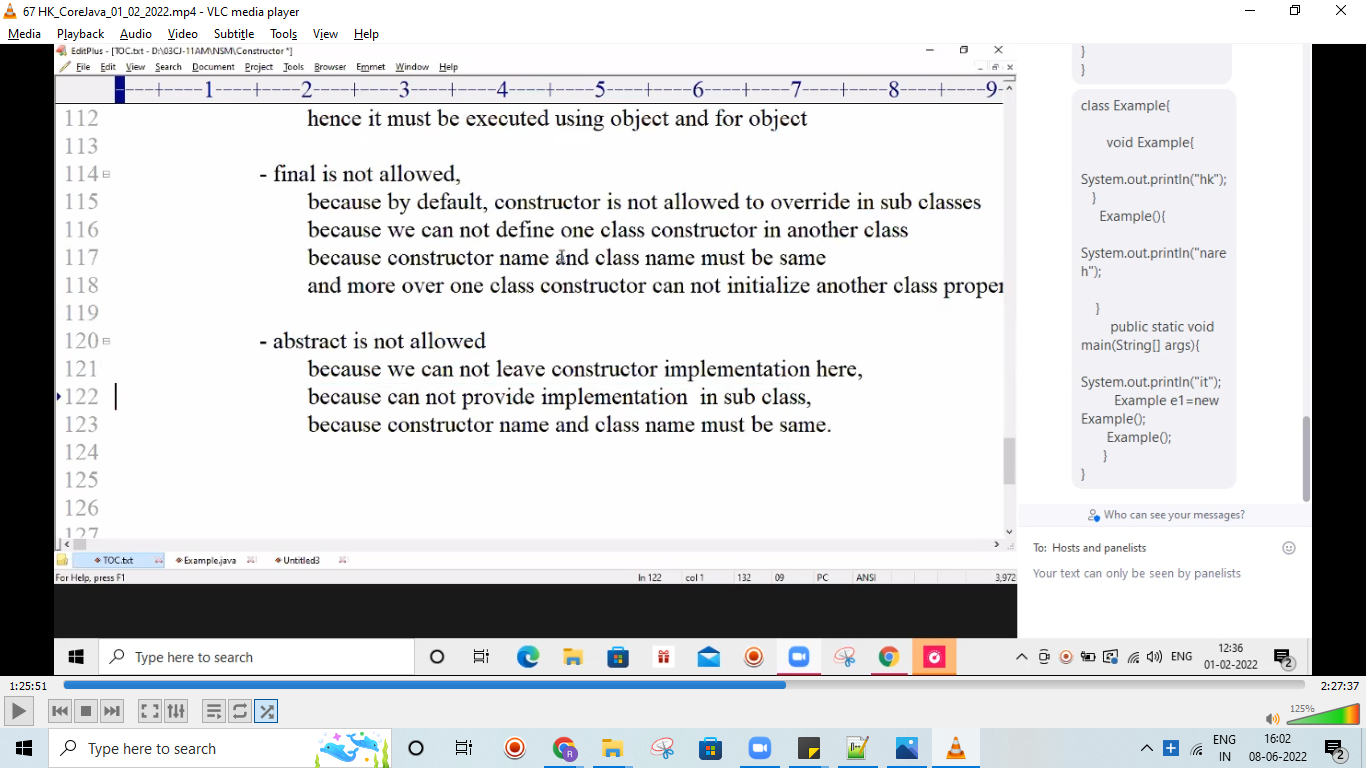 67 HK_CoreJava_01_02_2022.mp4 - VLC media player
Media Playback Audio Video Subtitle Tools View Help
EditPlus - [TOC.txt - D:\03CJ-11AM\NSM\Constructor *]
File Edit View Search Document Project Tools Browser Emmet Window Help
----+----1----+----2----+----3----+----4----+----5----+----6----+----7----+----8----+----9-
112 hence it must be executed using object and for object
113
114 - final is not allowed,
115 because by default, constructor is not allowed to override in sub classes
116 because we can not define one class constructor in another class
117 because constructor name and class name must be same
118 and more over one class constructor can not initialize another class proper
119
120 - abstract is not allowed
121 because we can not leave constructor implementation here,
122 because can not provide implementation in sub class,
123 because constructor name and class name must be same.
124
125
126
127
TOC.txt Example.java Untitled3
For Help, press F1 ln 122 col 1 132 09 PC ANSI 3,972
}
}
class Example{
void Example{
System.out.println("hk");
}
Example(){
System.out.println("nare
h");
}
public static void
main(String[] args){
System.out.println("it");
Example e1=new
Example();
Example();
}
}
Who can see your messages?
To: Hosts and panelists
Your text can only be seen by panelists
Type here to search
ENG
12:36
01-02-2022
2
1:25:51
2:27:37
125%
Type here to search
R
ENG
IN
16:02
08-06-2022
2